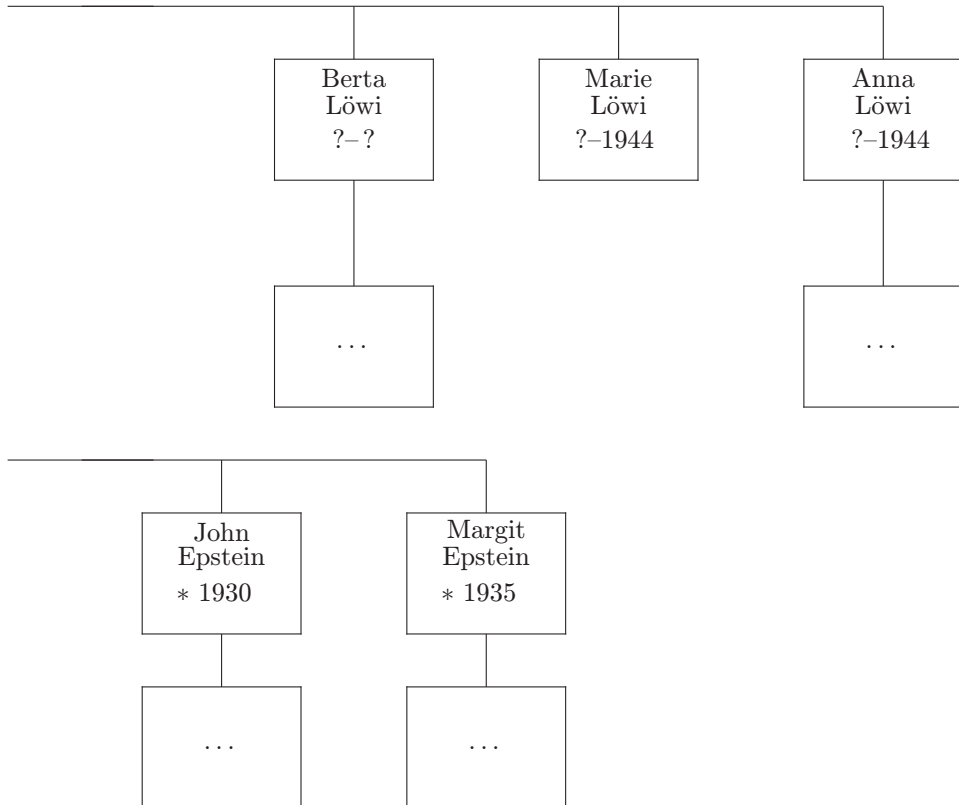 Berta
Löwi
?–?
Marie
Löwi
?–1944
Anna
Löwi
?–1944
...
...
John
Epstein
* 1930
Margit
Epstein
* 1935
...
...